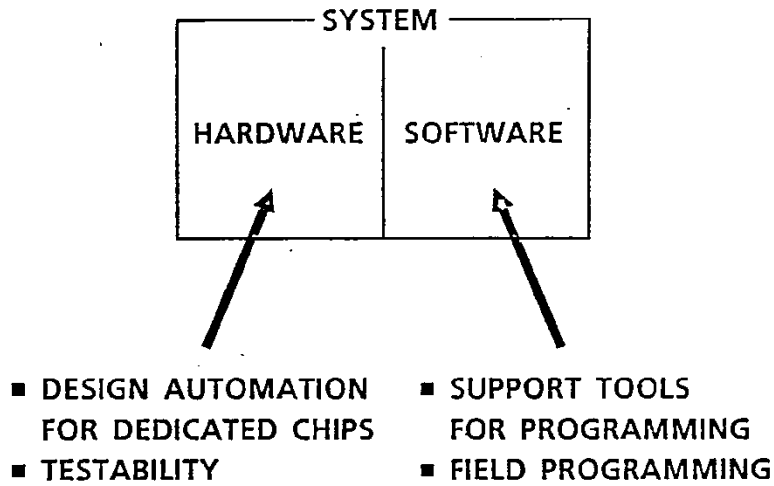 SYSTEM
HARDWARE
SOFTWARE
■ DESIGN AUTOMATION
FOR DEDICATED CHIPS
■ TESTABILITY
■ SUPPORT TOOLS
FOR PROGRAMMING
■ FIELD PROGRAMMING